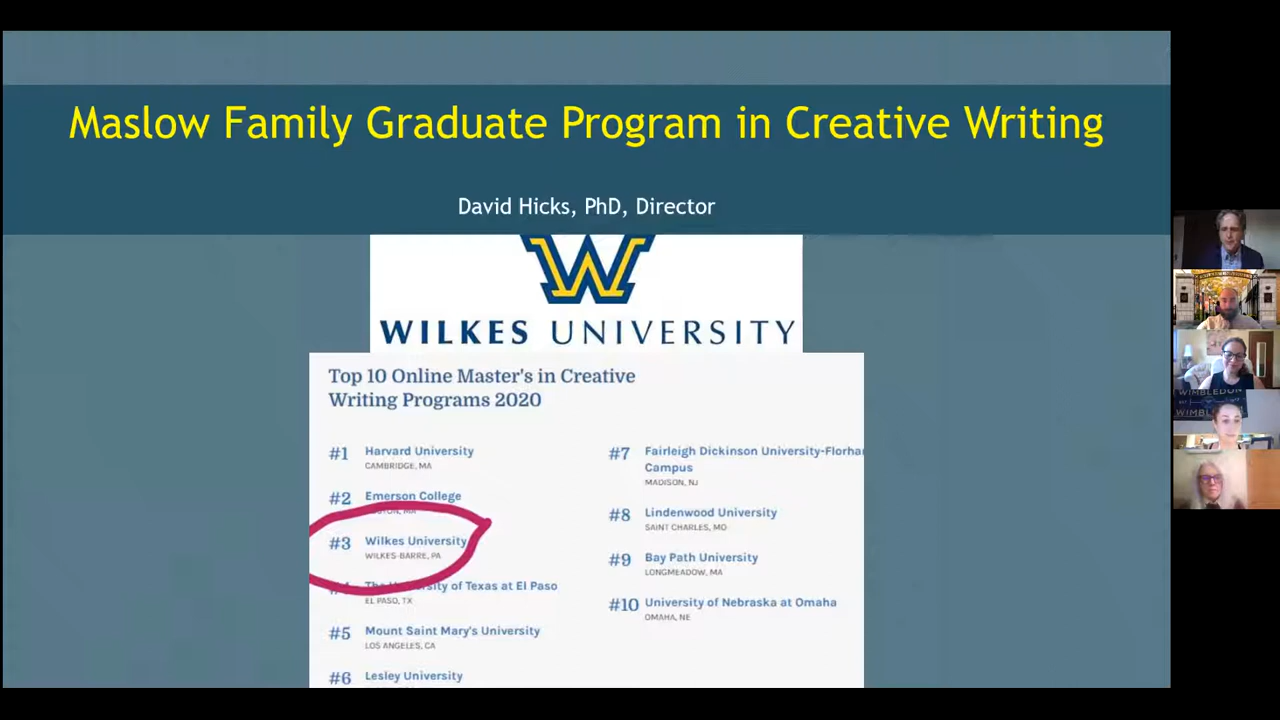 Maslow Family Graduate Program in Creative Writing
David Hicks, PhD, Director
W
WILKES UNIVERSITY
Top 10 Online Master's in Creative
Writing Programs 2020
#1 Harvard University
CAMBRIDGE, MA
#2 Emerson College
#3 Wilkes University
WILKES-BARRE, PA
The University of Texas at El Paso
EL PASO, TX
#5 Mount Saint Mary's University
LOS ANGELES, CA
#6 Lesley University
#7 Fairleigh Dickinson University-Florha
Campus
MADISON, NJ
#8 Lindenwood University
SAINT CHARLES, MO
#9 Bay Path University
LONGMEADOW, MA
#10 University of Nebraska at Omaha
OMAHA, NE
WIMBLEDON